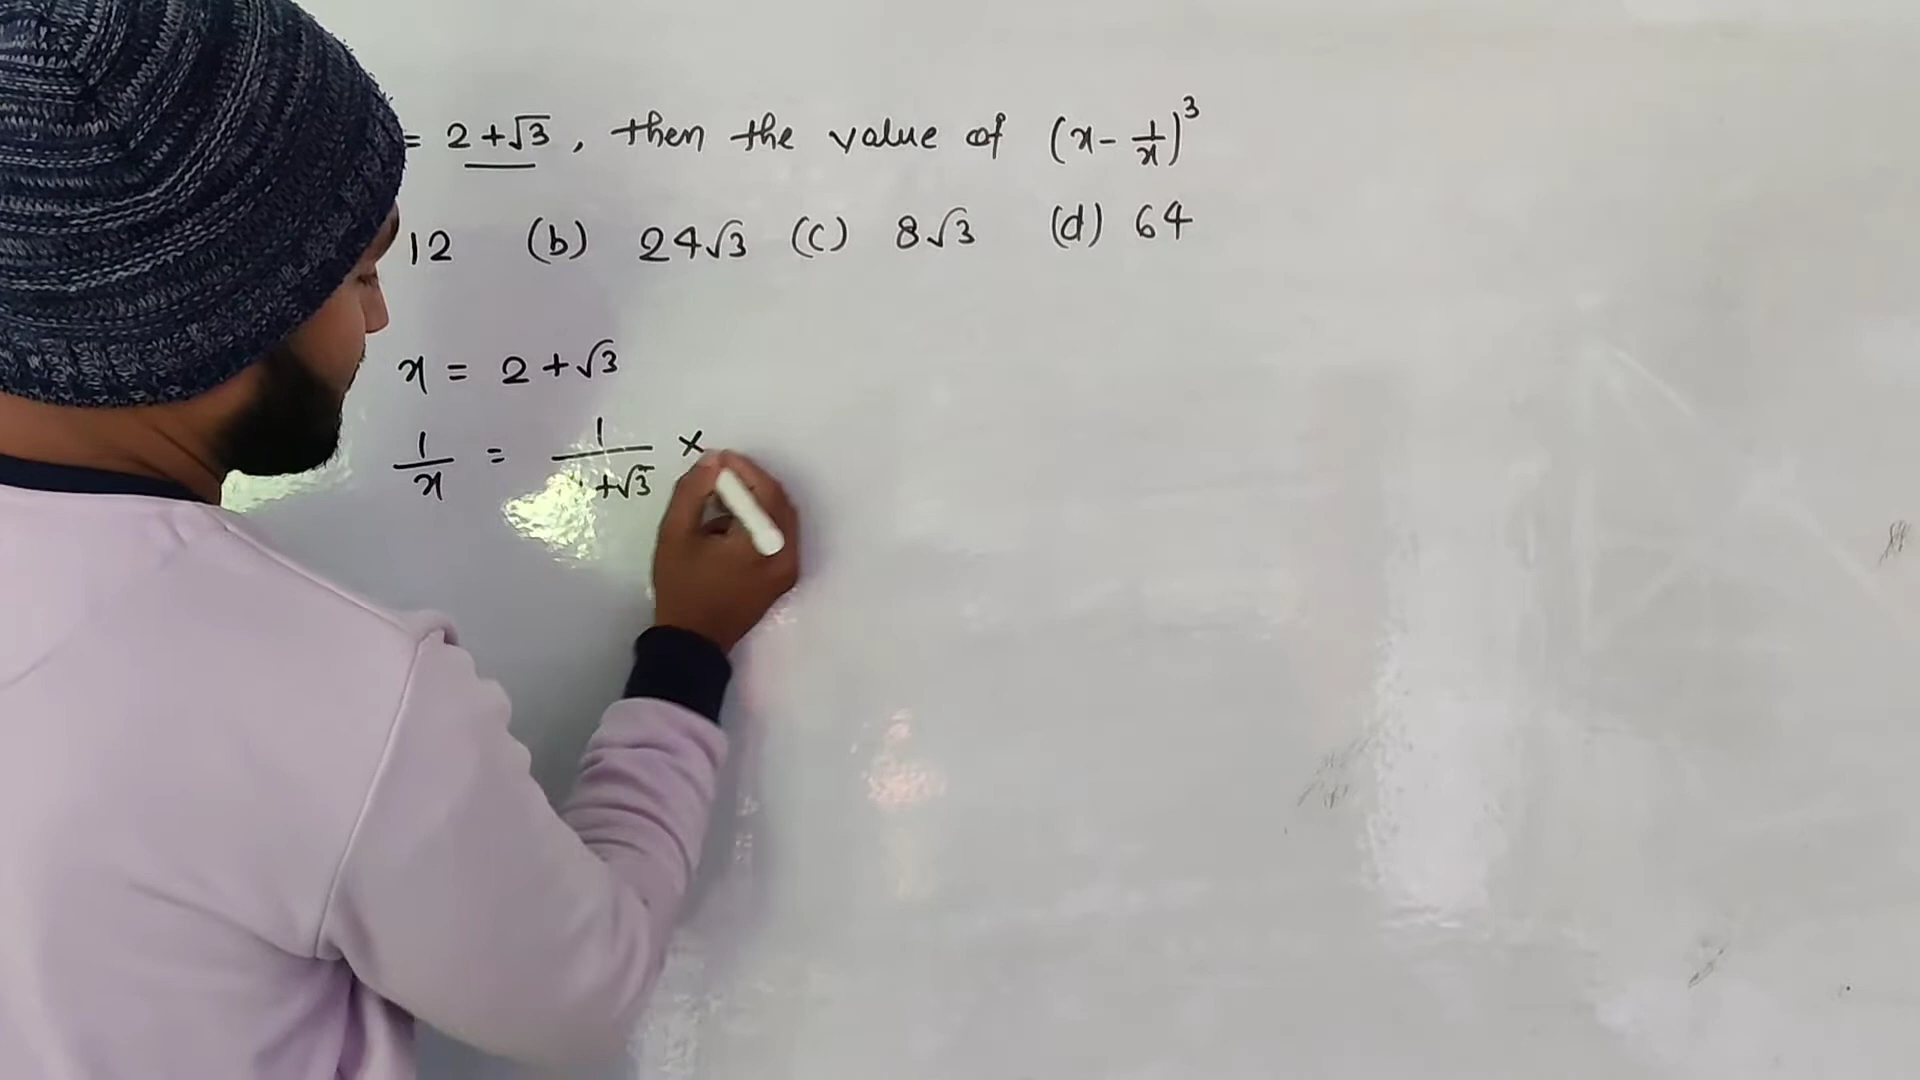 = 2 + √3 , then the value of (x - 1/x)^3
12 (b) 24√3 (c) 8√3 (d) 64
x = 2 + √3
1/x = 1/ +√3 ×